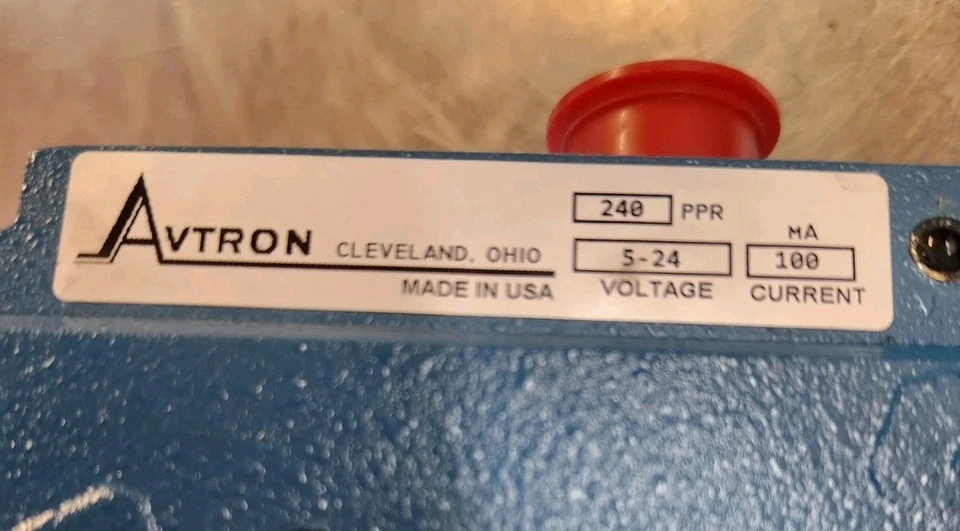 AVTRON CLEVELAND, OHIO
MADE IN USA
240 PPR
5-24
VOLTAGE
MA
100
CURRENT